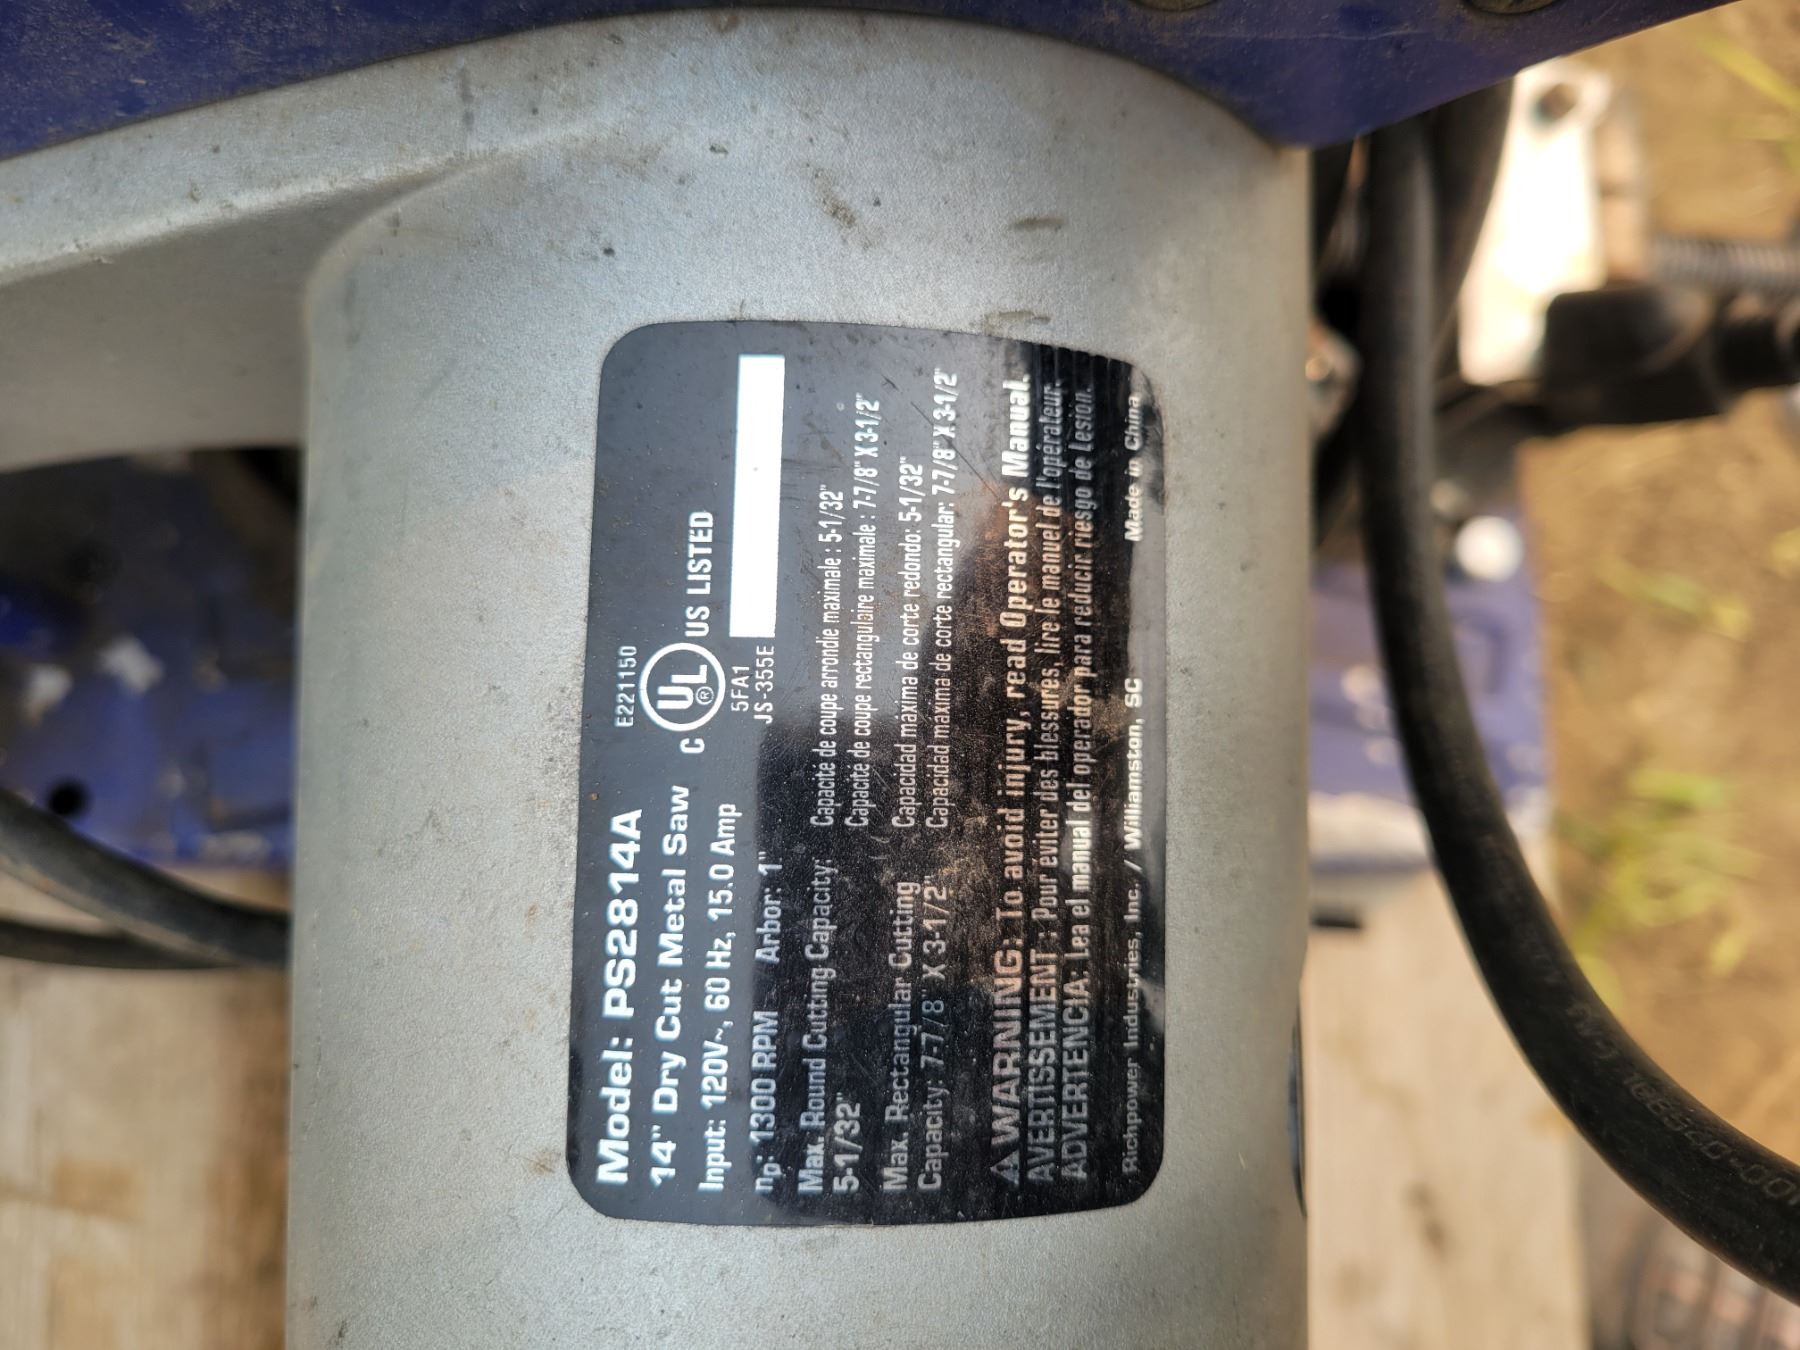 Model: PS2814A
14" Dry Cut Metal Saw
Input: 120V~, 60 Hz, 15.0 Amp
np: 1300 RPM Arbor: 1"
E221150
C UL ® US LISTED
5FA1
JS-355E
Max. Round Cutting Capacity:
5-1/32"
Max. Rectangular Cutting
Capacity: 7-7/8" X 3-1/2"
Capacité de coupe arrondie maximale : 5-1/32"
Capacité de coupe rectangulaire maximale : 7-7/8" X 3-1/2"
Capacidad máxima de corte redondo: 5-1/32"
Capacidad máxima de corte rectangular: 7-7/8" X 3-1/2"
WARNING: To avoid injury, read Operator's Manual.
AVERTISSEMENT : Pour éviter des blessures, lire le manuel de l'opérateur.
ADVERTENCIA: Lea el manual del operador para reducir riesgo de Lesion.
Richpower Industries, Inc. / Williamston, SC Made in China